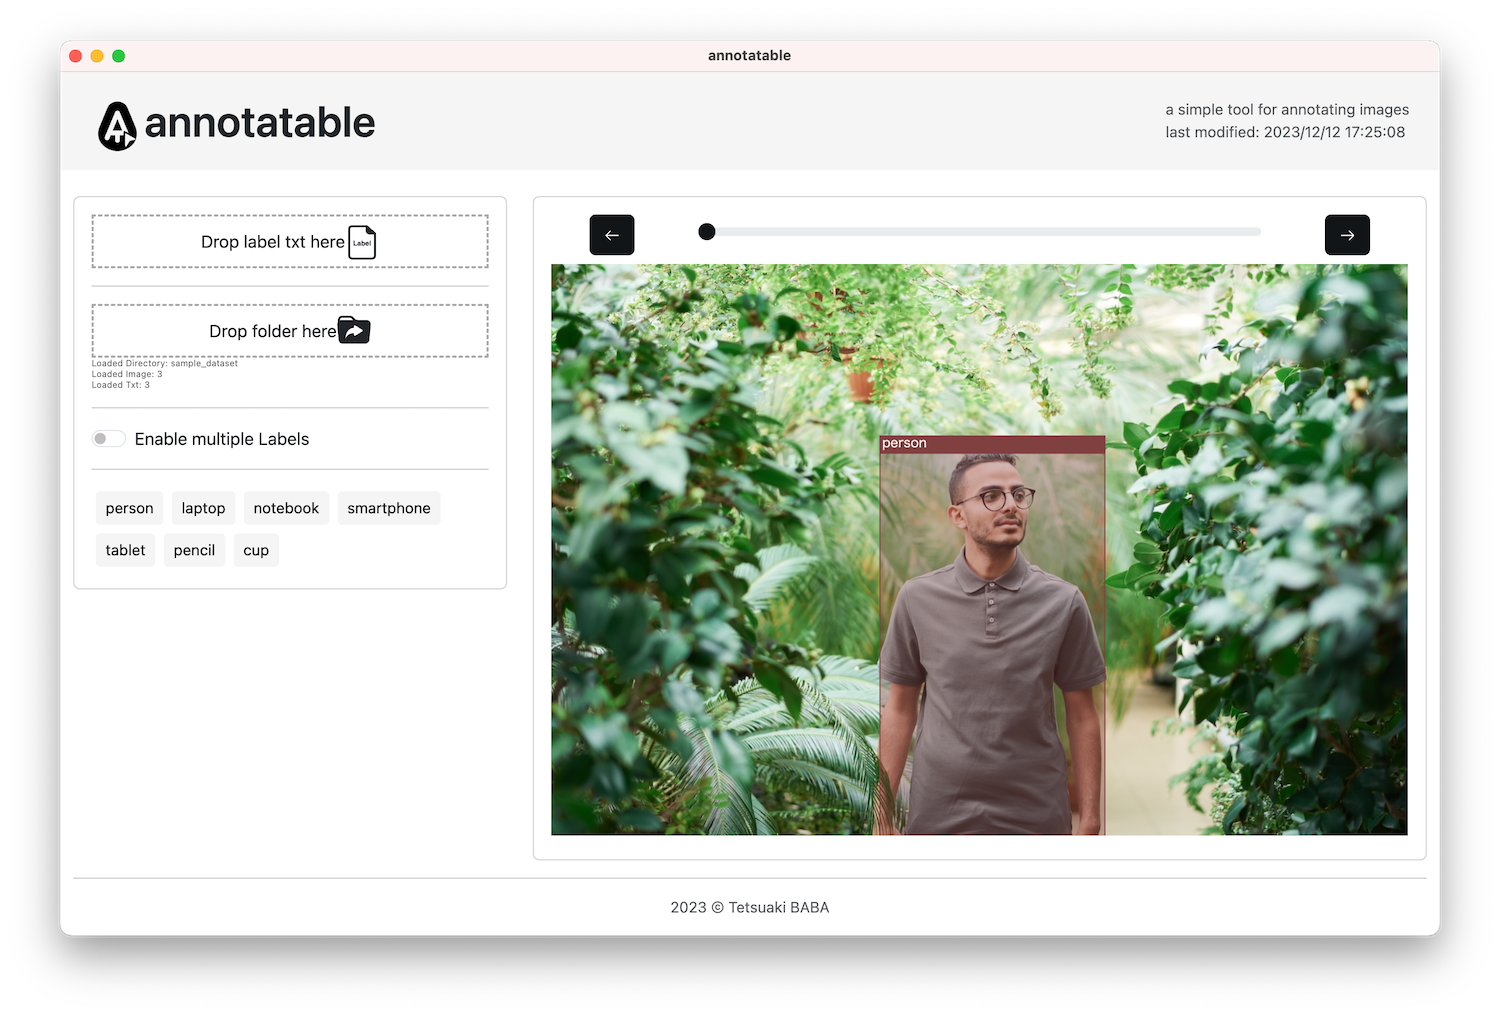 annotatable
annotatable
a simple tool for annotating images
last modified: 2023/12/12 17:25:08
Drop label txt here
Label
Drop folder here
Loaded Directory: sample_dataset
Loaded Image: 3
Loaded Txt: 3
Enable multiple Labels
person laptop notebook smartphone
tablet pencil cup
person
2023 © Tetsuaki BABA